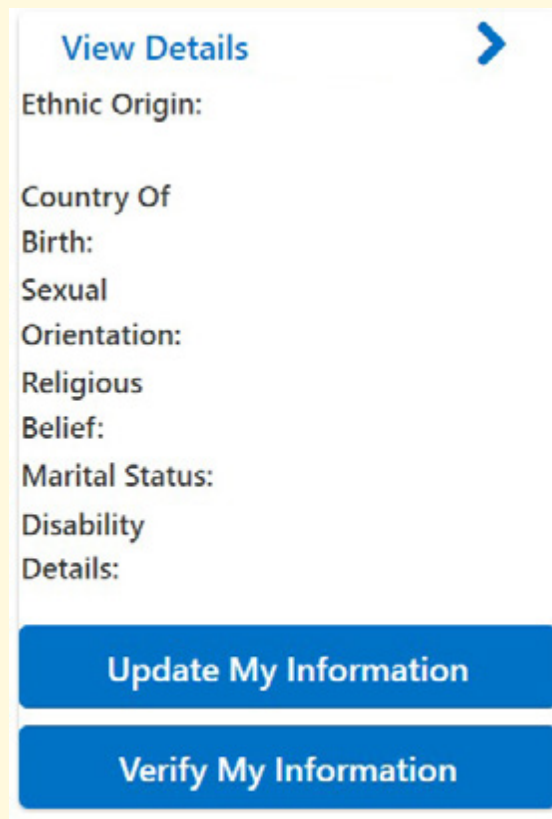 View Details
Ethnic Origin:
Country Of
Birth:
Sexual
Orientation:
Religious
Belief:
Marital Status:
Disability
Details:
Update My Information
Verify My Information